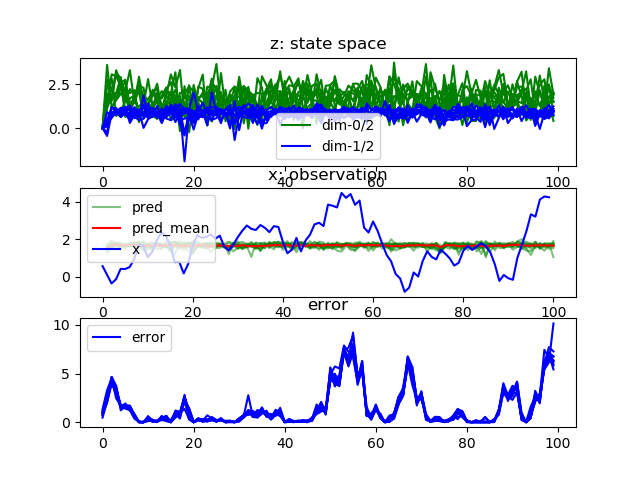 z: state space
2.5
0.0
dim-0/2
dim-1/2
0 20 40 60 80 100
x: observation
4
2
0
pred
pred_mean
x
0 20 40 60 80 100
error
10
5
0
error
0 20 40 60 80 100